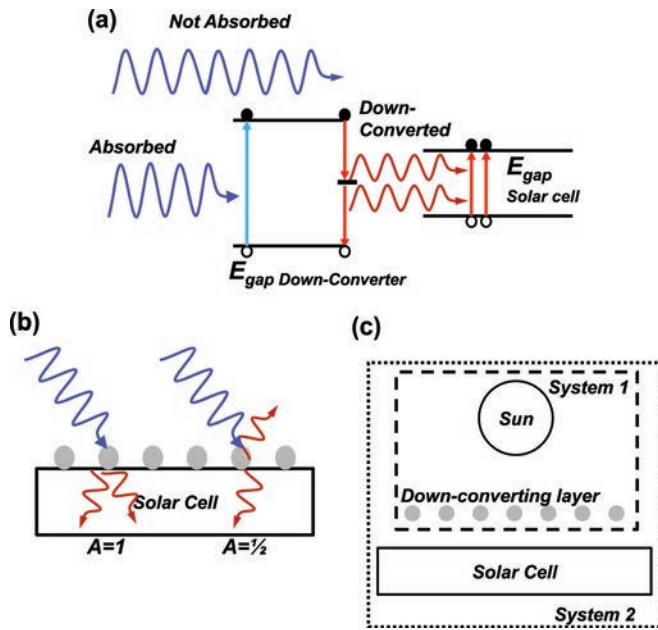 (a)
Not Absorbed
Down-
Converted
Absorbed
E gap
Solar cell
E gap Down-Converter
(b)
Solar Cell
A=1
A=½
(c)
System 1
Sun
Down-converting layer
Solar Cell
System 2